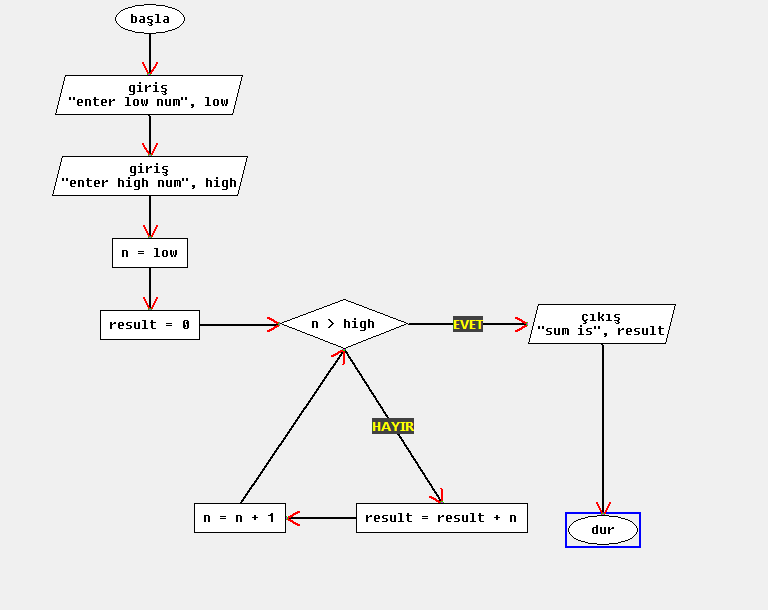 başla
giriş
"enter low num", low
giriş
"enter high num", high
n = low
result = 0
n > high
EVET
çıkış
"sum is", result
HAYIR
n = n + 1
result = result + n
dur